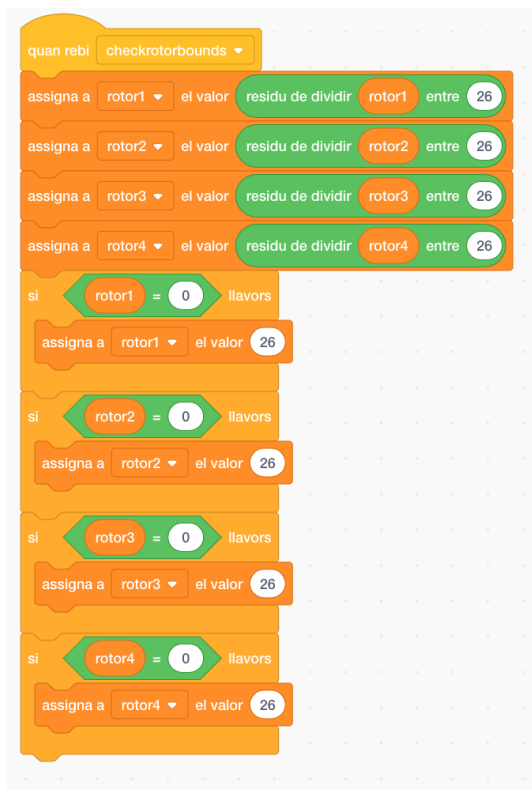 quan rebi checkrotorbounds
assigna a rotor1 el valor residu de dividir rotor1 entre 26
assigna a rotor2 el valor residu de dividir rotor2 entre 26
assigna a rotor3 el valor residu de dividir rotor3 entre 26
assigna a rotor4 el valor residu de dividir rotor4 entre 26
si rotor1 = 0 llavors
assigna a rotor1 el valor 26
si rotor2 = 0 llavors
assigna a rotor2 el valor 26
si rotor3 = 0 llavors
assigna a rotor3 el valor 26
si rotor4 = 0 llavors
assigna a rotor4 el valor 26